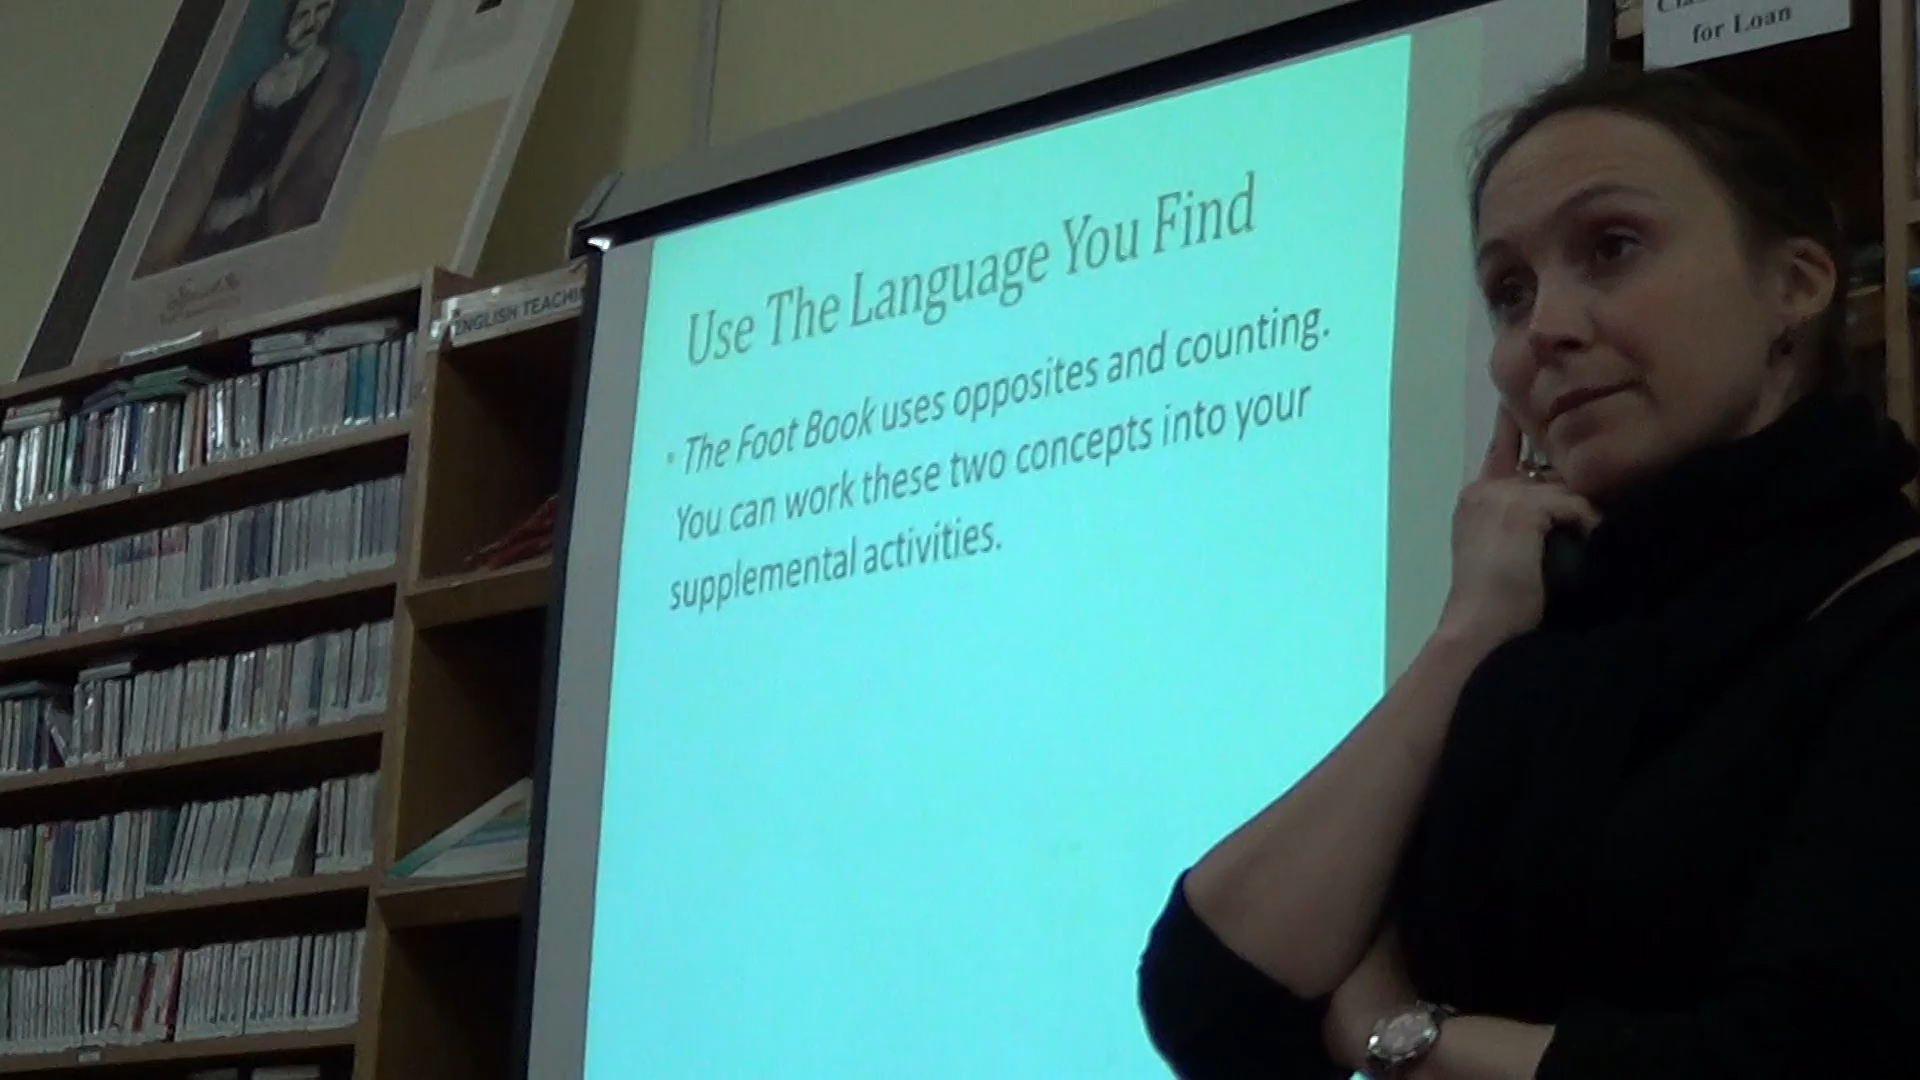 for Loan
ENGLISH TEACHI
Use The Language You Find
• The Foot Book uses opposites and counting.
You can work these two concepts into your
supplemental activities.